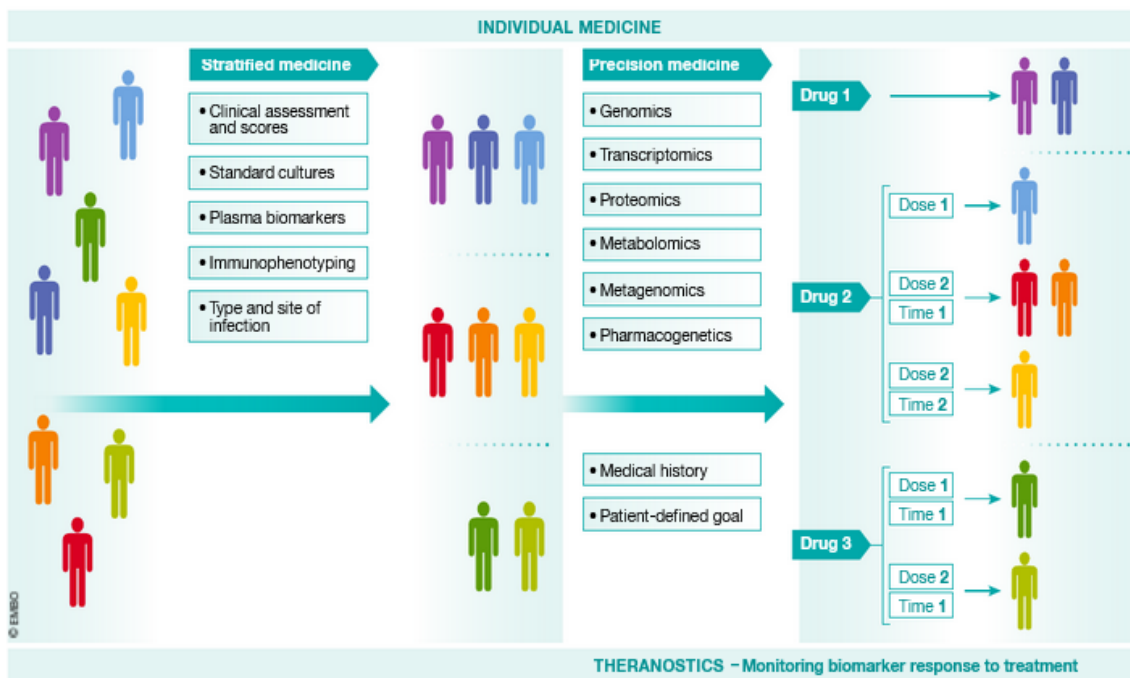 INDIVIDUAL MEDICINE
Stratified medicine
• Clinical assessment
and scores
• Standard cultures
• Plasma biomarkers
• Immunophenotyping
• Type and site of
infection
Precision medicine
• Genomics
• Transcriptomics
• Proteomics
• Metabolomics
• Metagenomics
• Pharmacogenetics
• Medical history
• Patient-defined goal
Drug 1
Drug 2
Dose 1
Dose 2
Time 1
Dose 2
Time 2
Drug 3
Dose 1
Time 1
Dose 2
Time 1
© EMBO
THERANOSTICS – Monitoring biomarker response to treatment